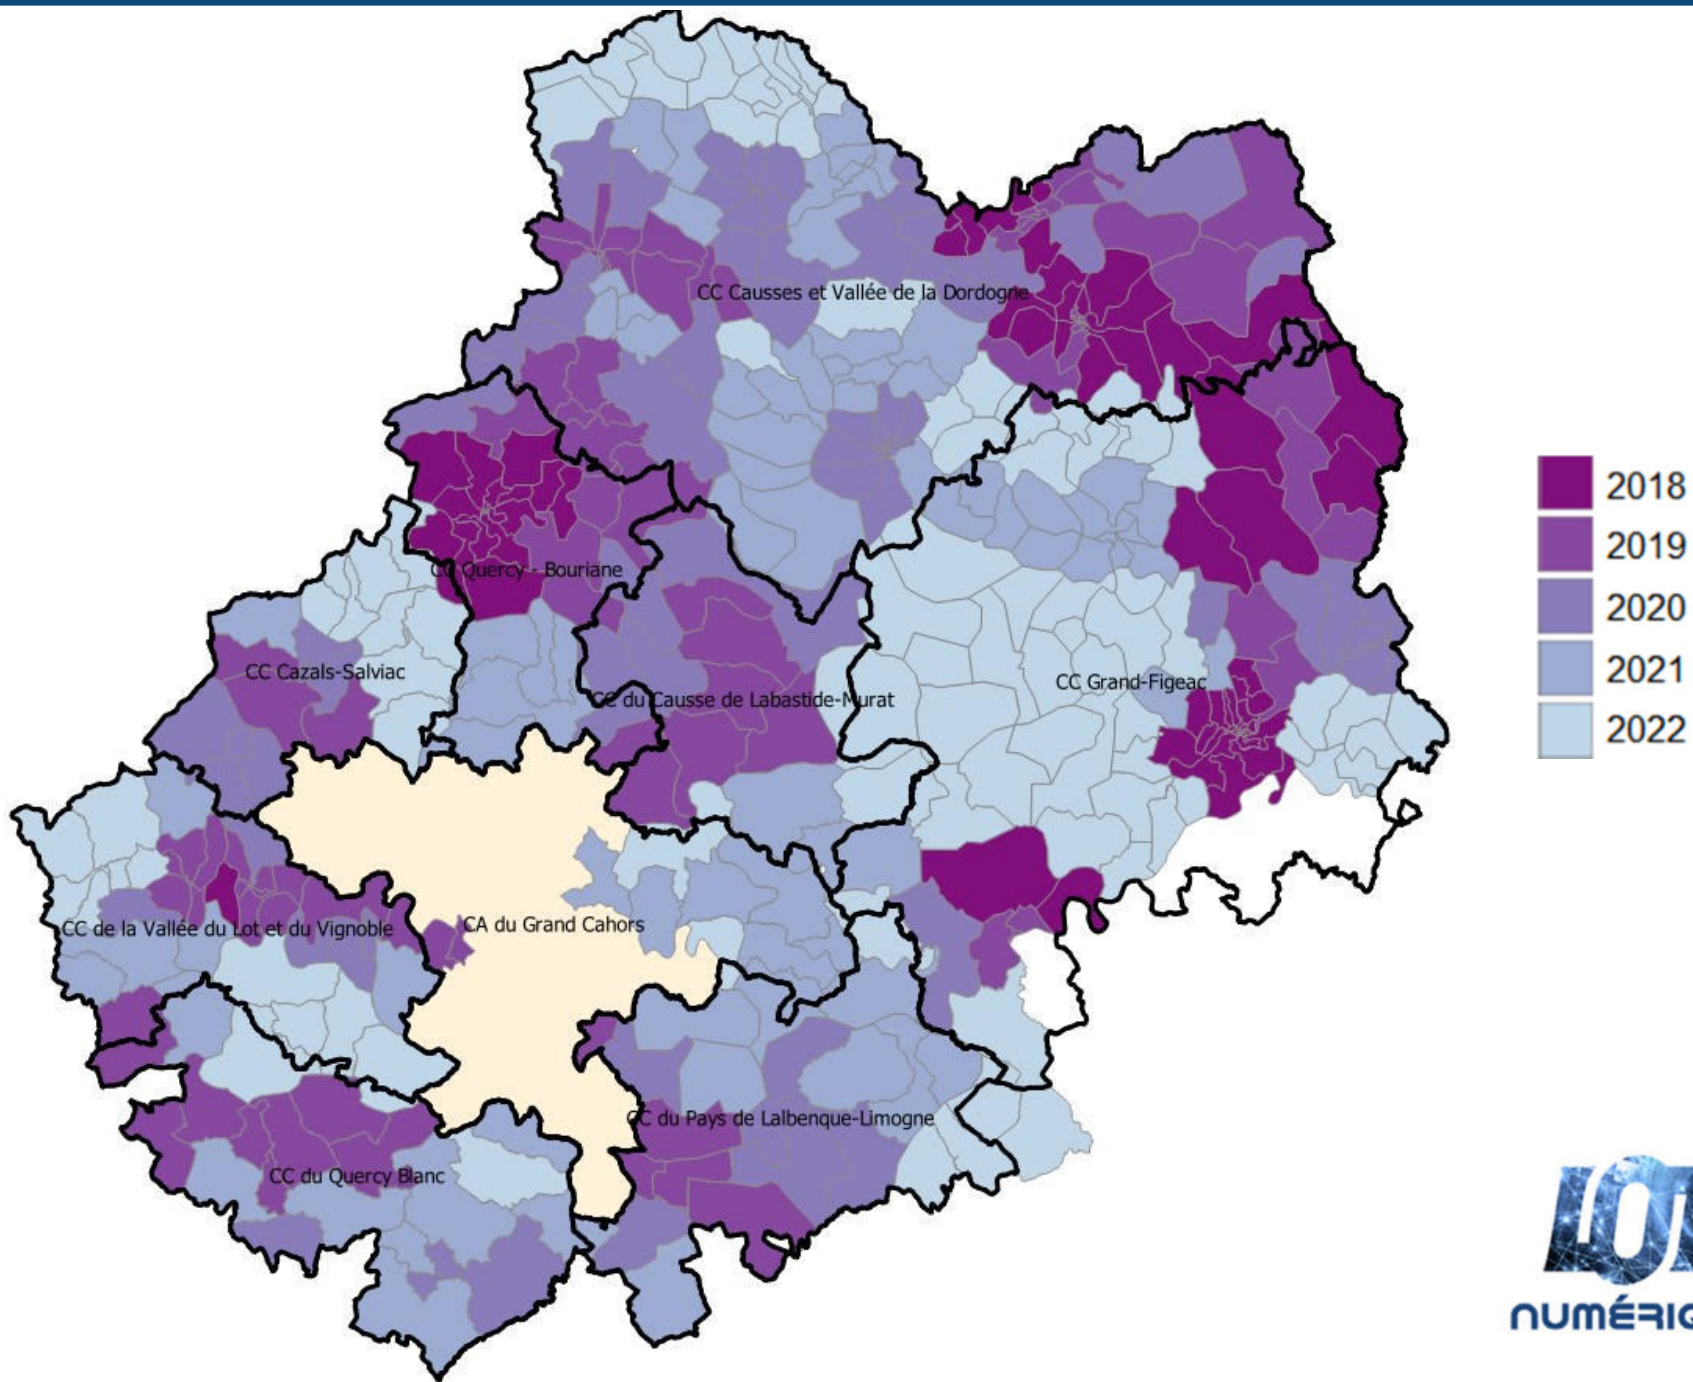 CC Causses et Vallée de la Dordogne
2018
2019
CC Quercy - Bouriane
2020
CC Cazals-Salviac
CC Grand-Figeac
2021
CC du Causse de Labastide-Murat
2022
CC de la Vallée du Lot et du Vignoble
CA du Grand Cahors
CC du Pays de Lalbenque-Limogne
CC du Quercy Blanc